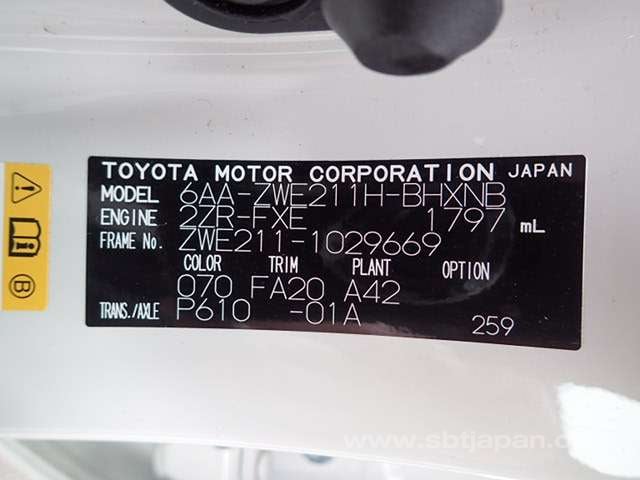 TOYOTA MOTOR CORPORATION JAPAN
MODEL 6AA-ZWE211H-BHXNB
ENGINE 2ZR-FXE 1797 mL
FRAME No. ZWE211-1029669
COLOR TRIM PLANT OPTION
070 FA20 A42
TRANS./AXLE P610 -01A 259
B
www.sbtjapan.c